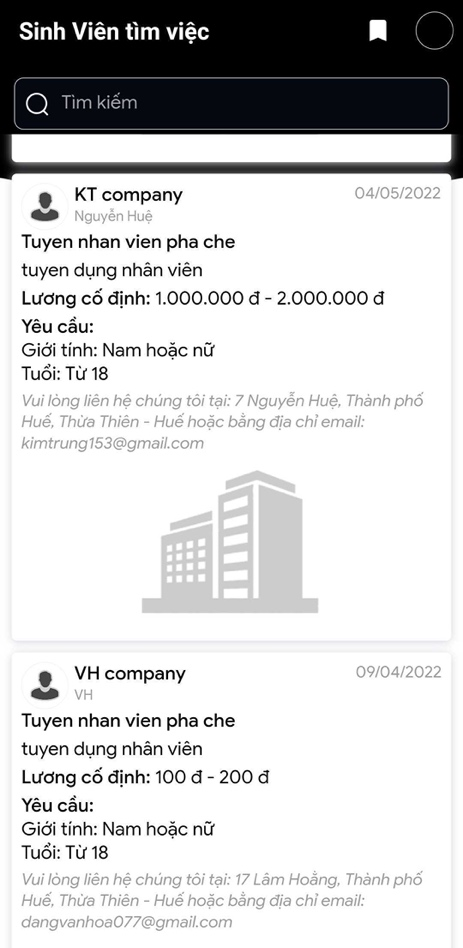 Sinh Viên tìm việc
Tìm kiếm
KT company
04/05/2022
Nguyễn Huệ
Tuyen nhan vien pha che
tuyen dụng nhân viên
Lương cố định: 1.000.000 đ - 2.000.000 đ
Yêu cầu:
Giới tính: Nam hoặc nữ
Tuổi: Từ 18
Vui lòng liên hệ chúng tôi tại: 7 Nguyễn Huệ, Thành phố
Huế, Thừa Thiên - Huế hoặc bằng địa chỉ email:
kimtrung153@gmail.com
VH company
09/04/2022
VH
Tuyen nhan vien pha che
tuyen dụng nhân viên
Lương cố định: 100 đ - 200 đ
Yêu cầu:
Giới tính: Nam hoặc nữ
Tuổi: Từ 18
Vui lòng liên hệ chúng tôi tại: 17 Lâm Hoằng, Thành phố
Huế, Thừa Thiên - Huế hoặc bằng địa chỉ email:
dangvanhoa077@gmail.com